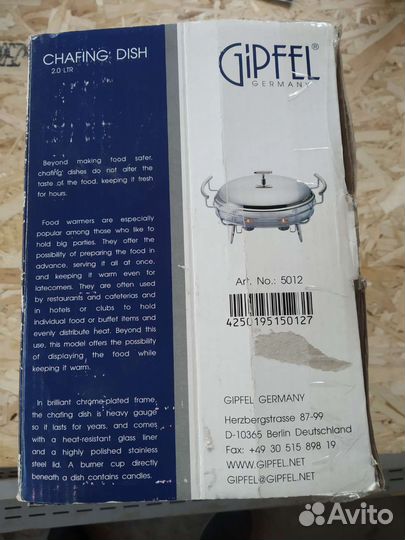 CHAFING DISH
2.0 LTR
Beyond making food safer,
chafing dishes do not alter the
taste of the food, keeping it fresh
for hours.
Food warmers are especially
popular among those who like to
hold big parties. They offer the
possibility of preparing the food in
advance, serving it all at once,
and keeping it warm even for
latecomers. They are often used
by restaurants and cafeterias and
in hotels or clubs to hold
individual food or buffet items and
evenly distribute heat. Beyond this
use, this model offers the possibility
of displaying the food while
keeping it warm.
In brilliant chrome-plated frame,
the chafing dish is heavy gauge
so it lasts for years, and comes
with a heat-resistant glass liner
and a highly polished stainless
steel lid. A burner cup directly
beneath a dish contains candles.
GiPFEL®
GERMANY
Art. No.: 5012
4250195150127
GIPFEL GERMANY
Herzbergstrasse 87-99
D-10365 Berlin Deutschland
Fax: +49 30 515 898 19
WWW.GIPFEL.NET
GIPFEL@GIPFEL.NET
Avito